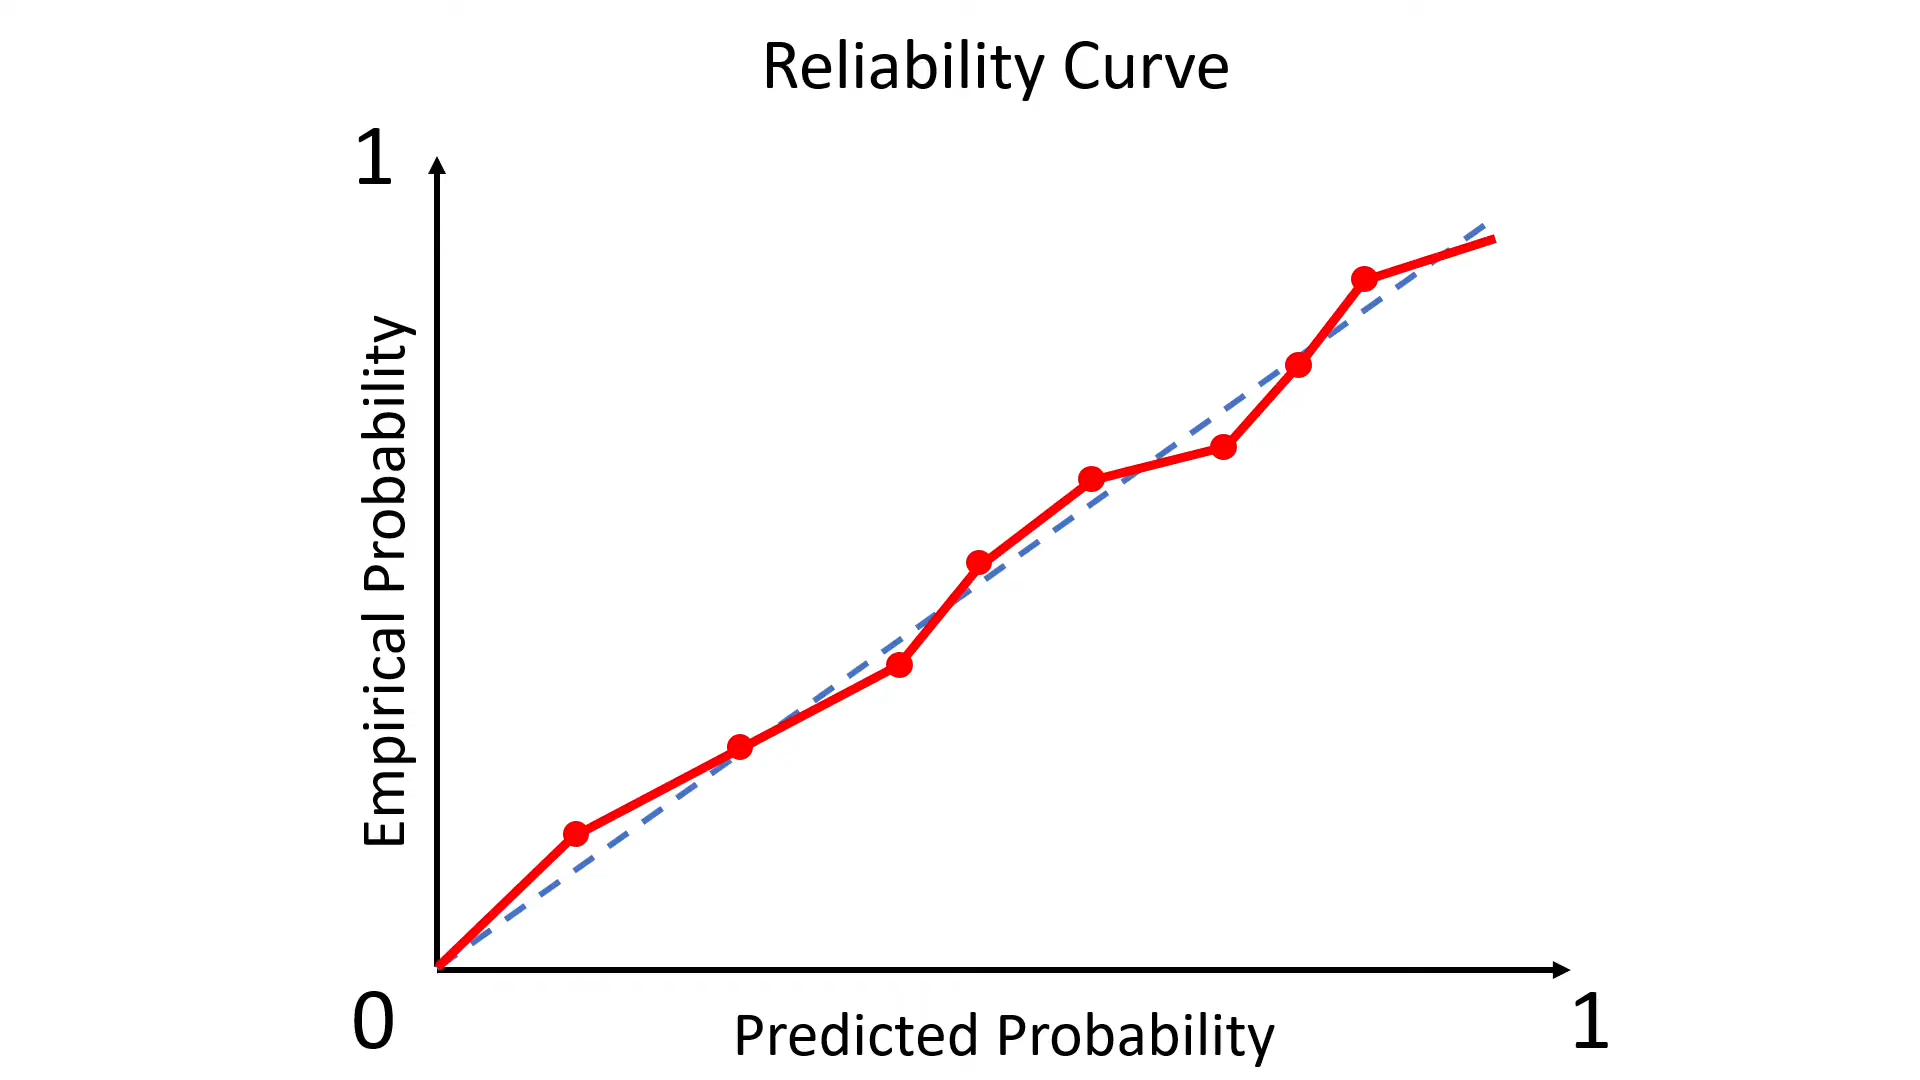 Reliability Curve
1
Empirical Probability
0
Predicted Probability
1